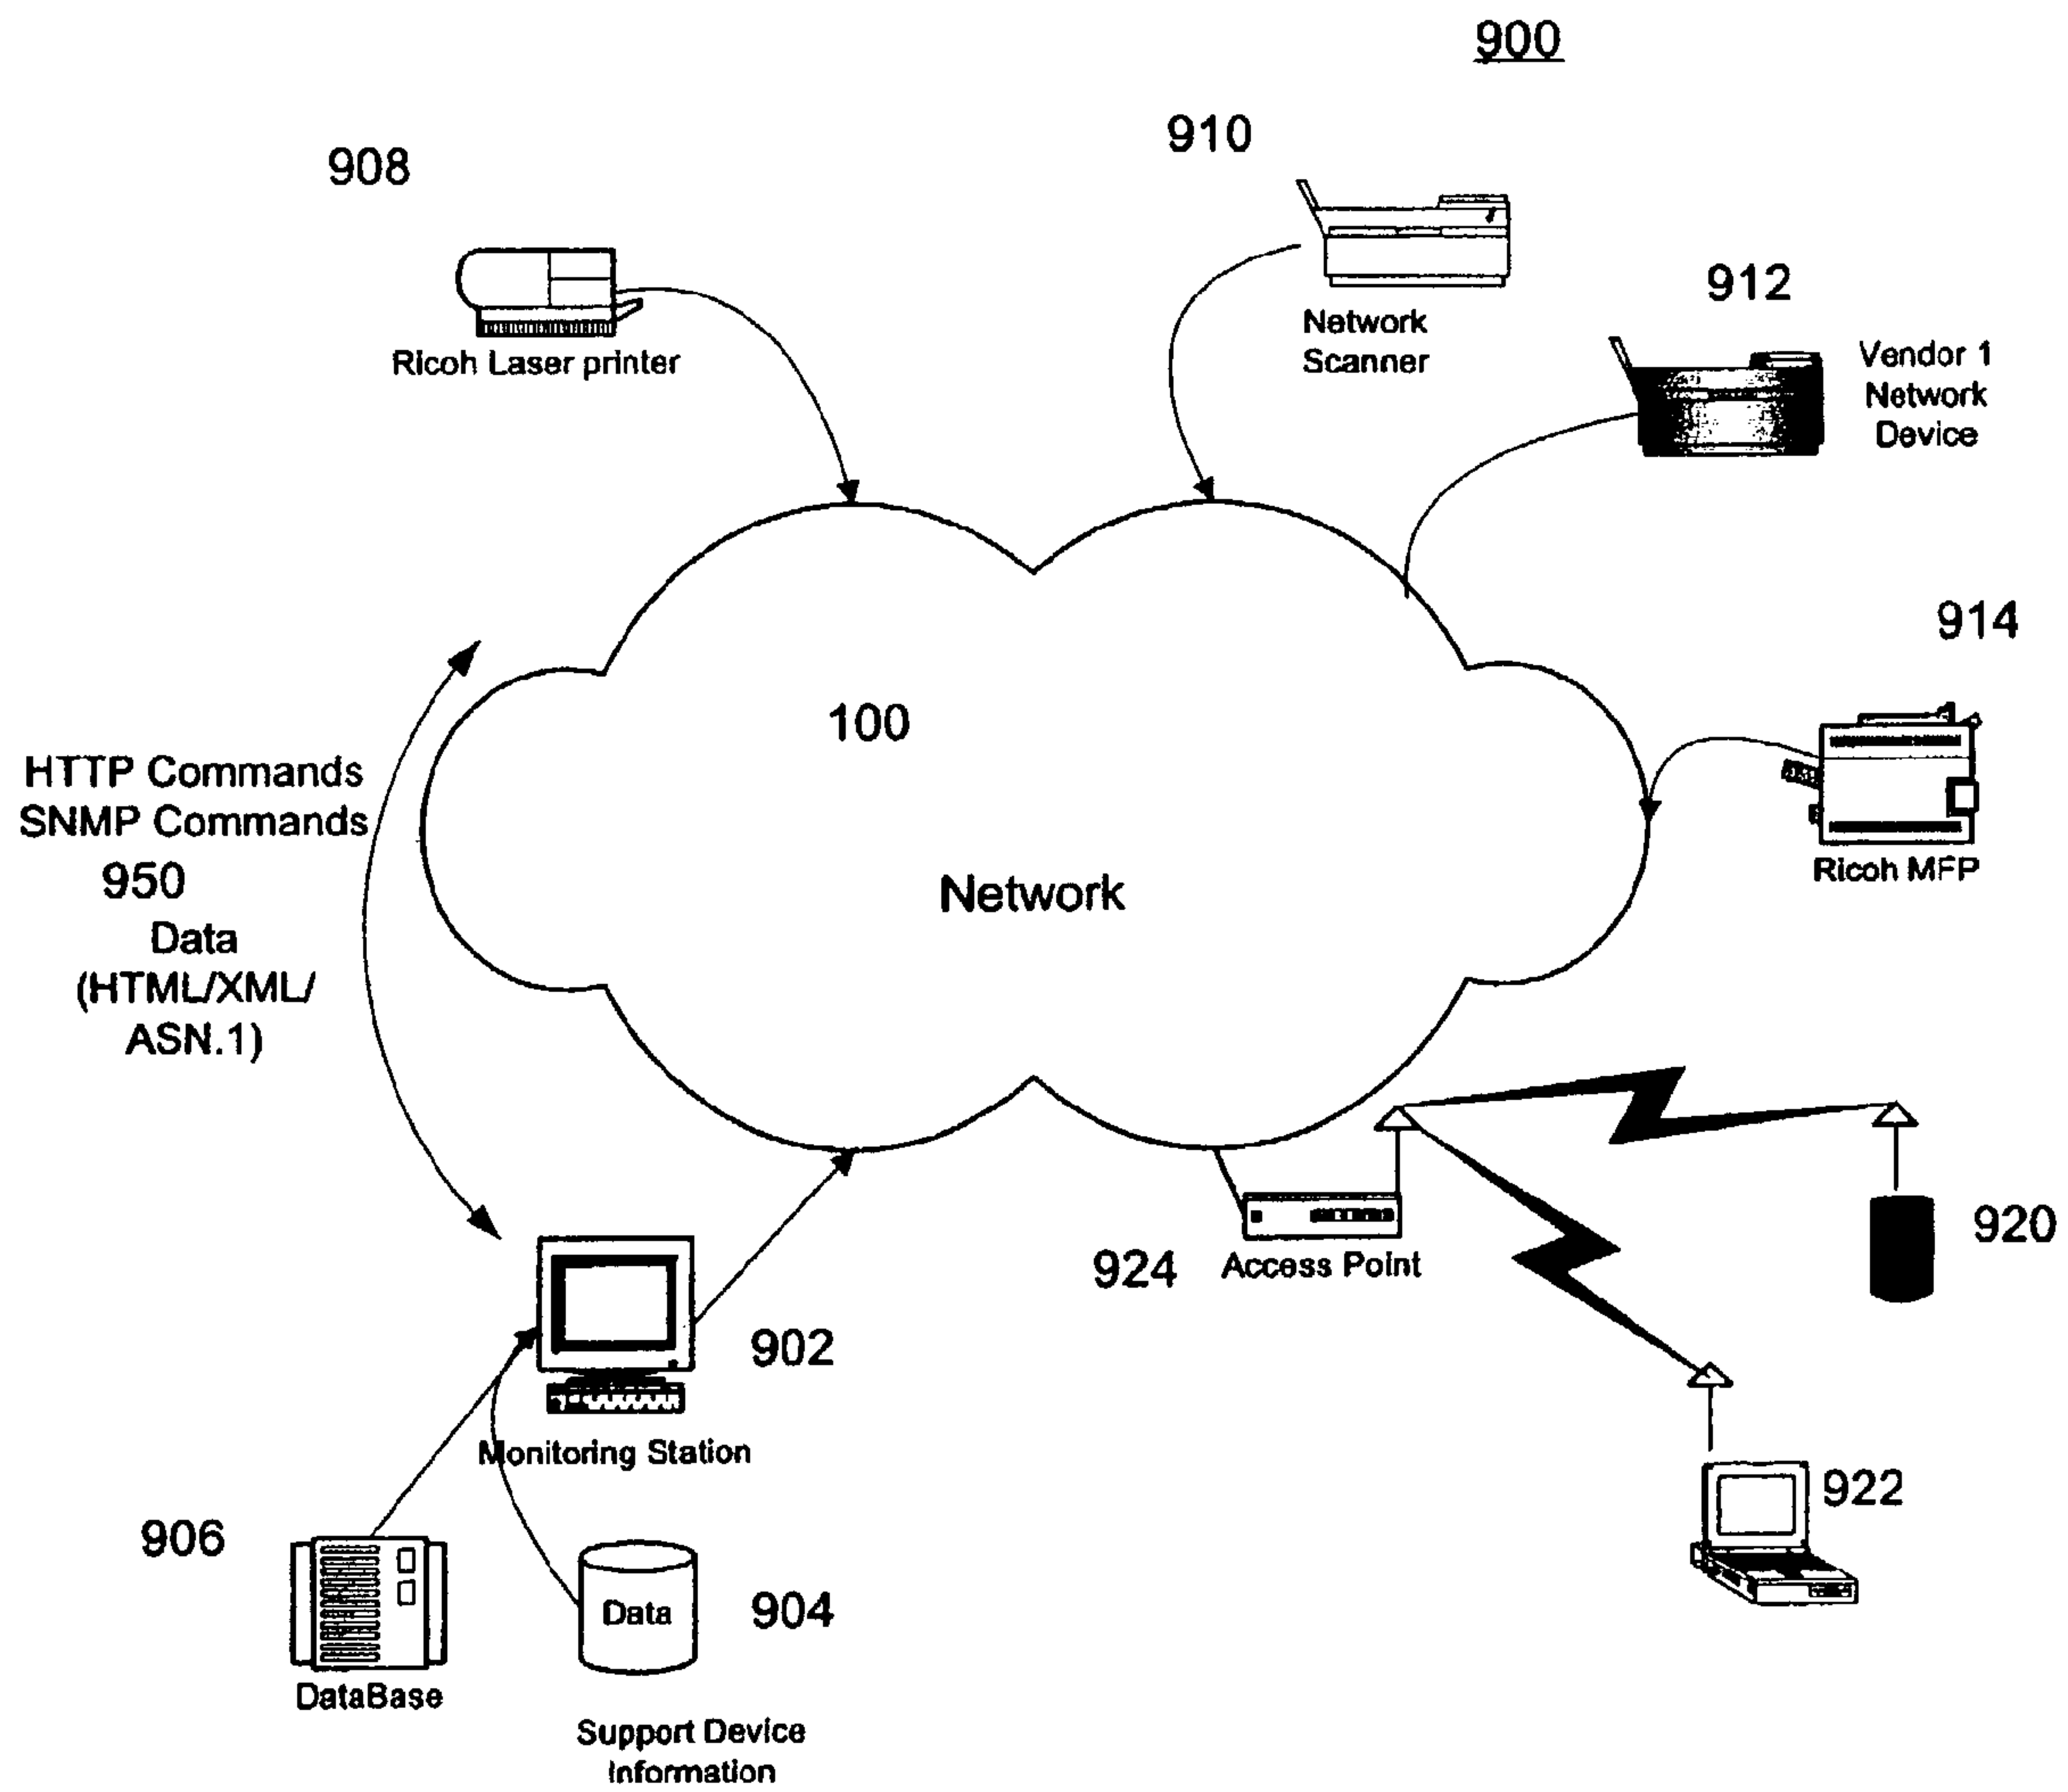 900
910
908
912
Network
Scanner
Vendor 1
Network
Device
Ricoh Laser printer
914
100
HTTP Commands
SNMP Commands
950
Data
(HTML/XML/
ASN.1)
Network
Ricoh MFP
920
924
Access Point
902
Monitoring Station
922
906
Data
904
DataBase
Support Device
Information